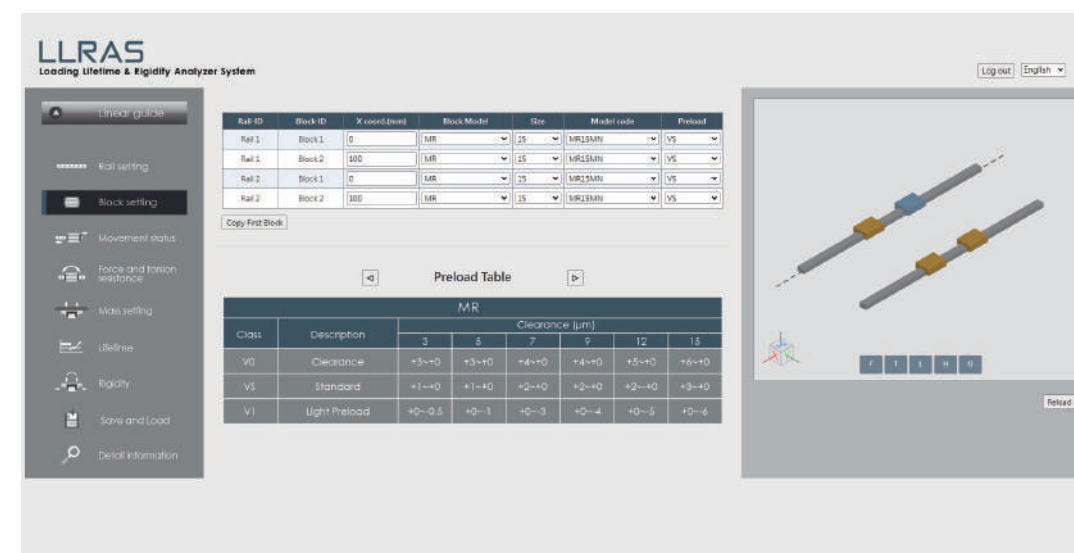 LLRAS
Loading Lifetime & Rigidity Analyzer System
Log out English
Linear guide
Rail setting
Block setting
Movement status
Force and torsion
resistance
Mass setting
Lifetime
Rigidity
Save and Load
Detail information
Rail-ID Block-ID X coord.(mm) Block Model Size Model code Preload
Rail 1 Block 1 0 MR 15 MR15MN VS
Rail 1 Block 2 100 MR 15 MR15MN VS
Rail 2 Block 1 0 MR 15 MR15MN VS
Rail 2 Block 2 100 MR 15 MR15MN VS
Copy First Block
Preload Table
MR
Class Description Clearance (μm)
3 5 7 9 12 15
V0 Clearance +3~+0 +3~+0 +4~+0 +4~+0 +5~+0 +6~+0
VS Standard +1~+0 +1~+0 +2~+0 +2~+0 +2~+0 +3~+0
V1 Light Preload +0~-0.5 +0~-1 +0~-3 +0~-4 +0~-5 +0~-6
F T L H
Reload